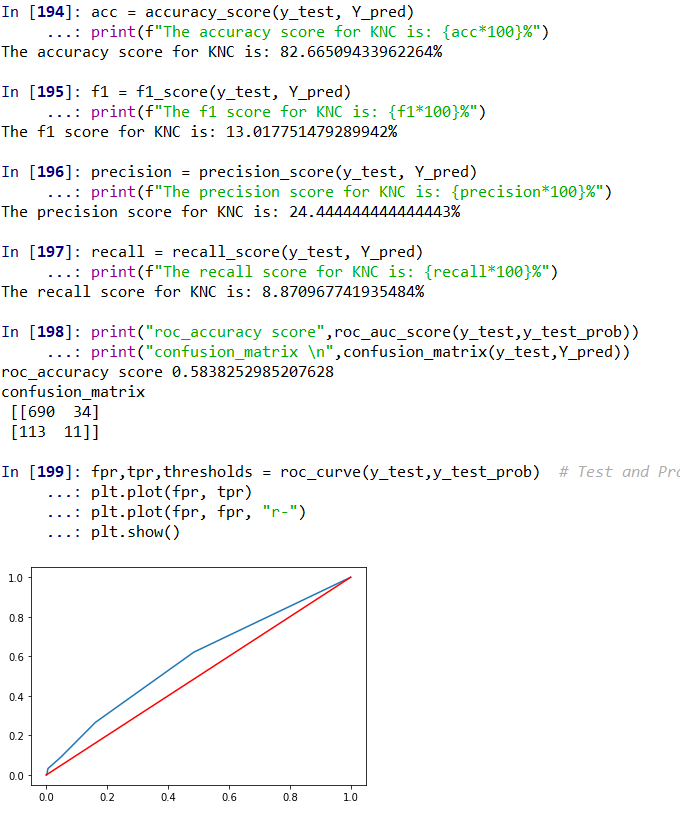 In [194]: acc = accuracy_score(y_test, Y_pred)
...: print(f"The accuracy score for KNC is: {acc*100}%")
The accuracy score for KNC is: 82.66509433962264%
In [195]: f1 = f1_score(y_test, Y_pred)
...: print(f"The f1 score for KNC is: {f1*100}%")
The f1 score for KNC is: 13.017751479289942%
In [196]: precision = precision_score(y_test, Y_pred)
...: print(f"The precision score for KNC is: {precision*100}%")
The precision score for KNC is: 24.444444444444443%
In [197]: recall = recall_score(y_test, Y_pred)
...: print(f"The recall score for KNC is: {recall*100}%")
The recall score for KNC is: 8.870967741935484%
In [198]: print("roc_accuracy score",roc_auc_score(y_test,y_test_prob))
...: print("confusion_matrix \n",confusion_matrix(y_test,Y_pred))
roc_accuracy score 0.5838252985207628
confusion_matrix
[[690 34]
[113 11]]
In [199]: fpr,tpr,thresholds = roc_curve(y_test,y_test_prob) # Test and Pro
...: plt.plot(fpr, tpr)
...: plt.plot(fpr, fpr, "r-")
...: plt.show()
1.0
0.8
0.6
0.4
0.2
0.0
0.0 0.2 0.4 0.6 0.8 1.0